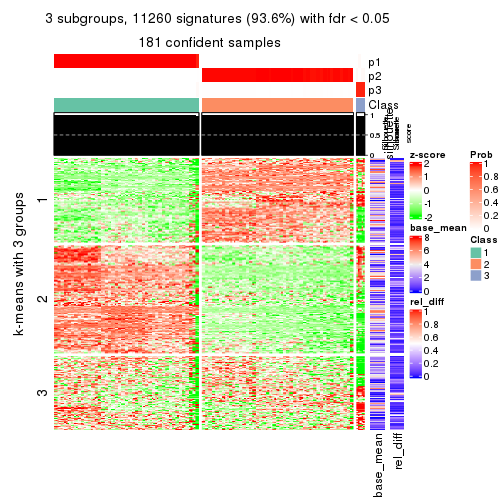 3 subgroups, 11260 signatures (93.6%) with fdr < 0.05
181 confident samples
p1
p2
p3
Class
1
0.5
0
silhouette
score
k-means with 3 groups
1
2
3
base_mean
rel_diff
z-score
2
1
0
-1
-2
base_mean
8
6
4
2
0
rel_diff
1
0.8
0.6
0.4
0.2
0
Prob
1
0.8
0.6
0.4
0.2
0
Class
1
2
3